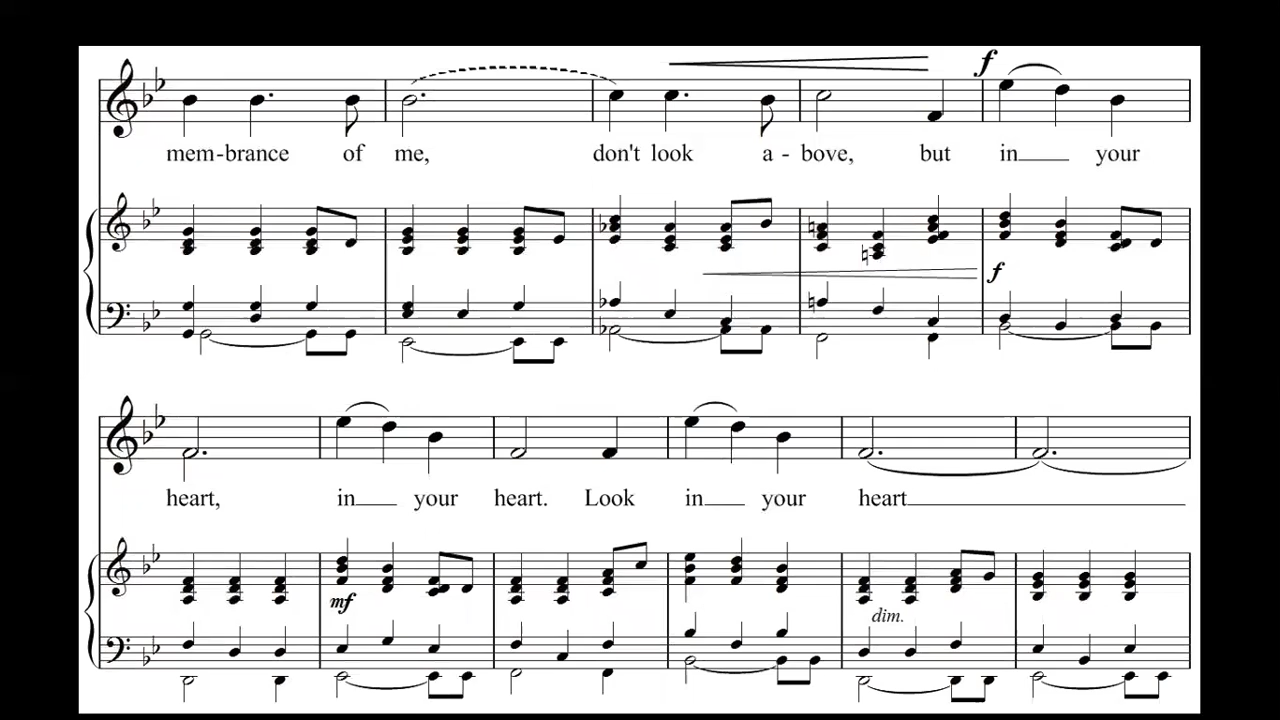 f
mem-brance of me, don't look a - bove, but in your
f
heart, in your heart. Look in your heart
mf
dim.